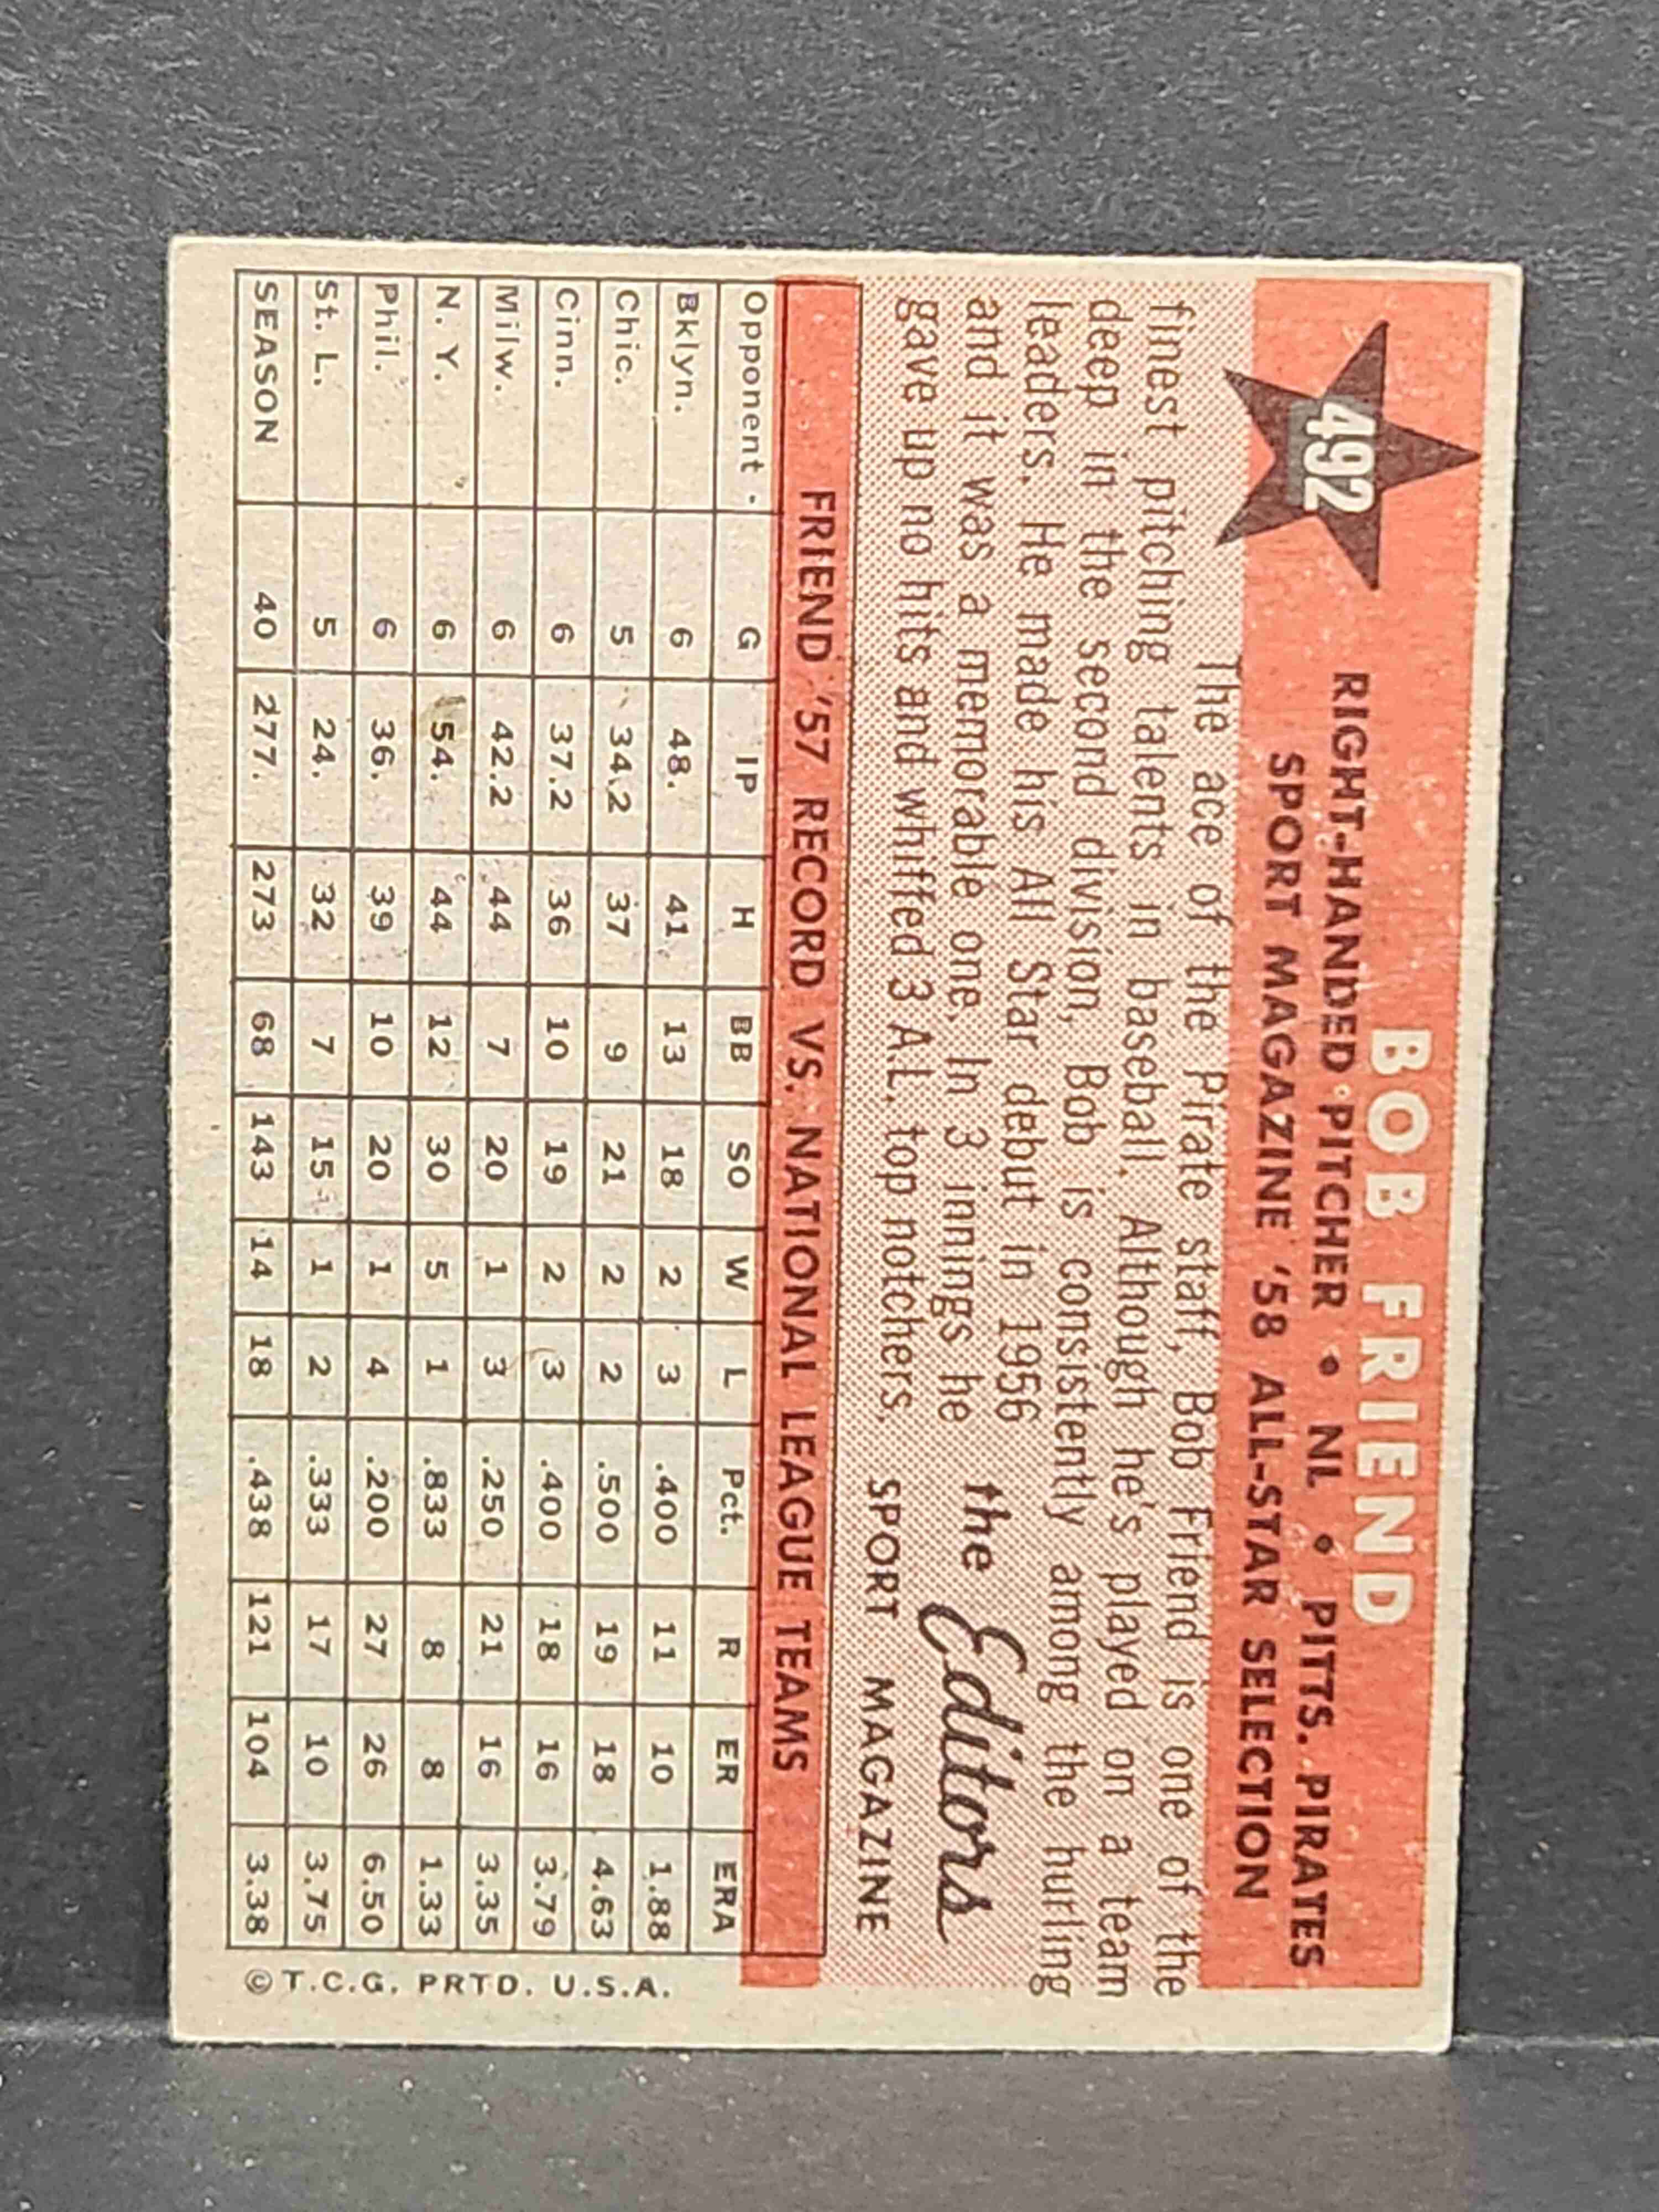 492
BOB FRIEND
RIGHT-HANDED PITCHER • NL • PITTS. PIRATES
SPORT MAGAZINE '58 ALL-STAR SELECTION
The ace of the Pirate staff, Bob Friend is one of the
finest pitching talents in baseball. Although he's played on a team
deep in the second division, Bob is consistently among the hurling
leaders. He made his All Star debut in 1956
and it was a memorable one. In 3 innings he
gave up no hits and whiffed 3 A.L. top notchers.
the Editors
SPORT MAGAZINE
FRIEND '57 RECORD VS. NATIONAL LEAGUE TEAMS
Opponent - G IP H BB SO W L Pct. R ER ERA
Bklyn. 6 48. 41 13 18 2 3 .400 11 10 1.88
Chic. 5 34.2 37 9 21 2 2 .500 19 18 4.63
Cinn. 6 37.2 36 10 19 2 3 .400 18 16 3.79
Milw. 6 42.2 44 7 20 1 3 .250 21 16 3.35
N. Y. 6 54. 44 12 30 5 1 .833 8 8 1.33
Phil. 6 36. 39 10 20 1 4 .200 27 26 6.50
St. L. 5 24. 32 7 15 1 2 .333 17 10 3.75
SEASON 40 277. 273 68 143 14 18 .438 121 104 3.38
© T.C.G. PRTD. U.S.A.